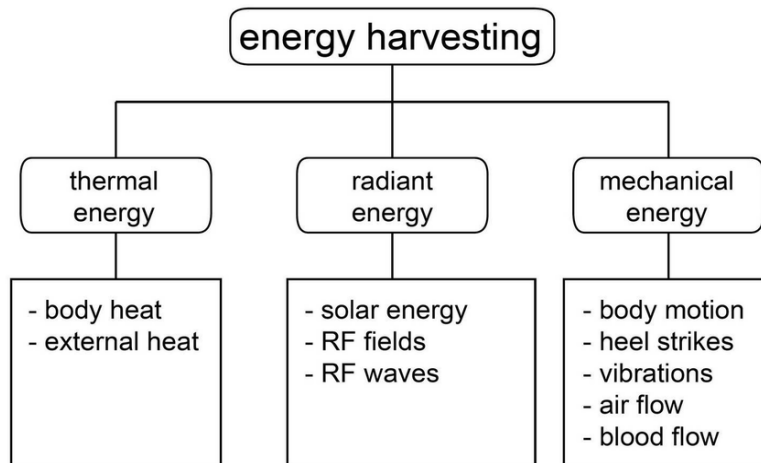 energy harvesting
thermal
energy
radiant
energy
mechanical
energy
- body heat
- external heat
- solar energy
- RF fields
- RF waves
- body motion
- heel strikes
- vibrations
- air flow
- blood flow